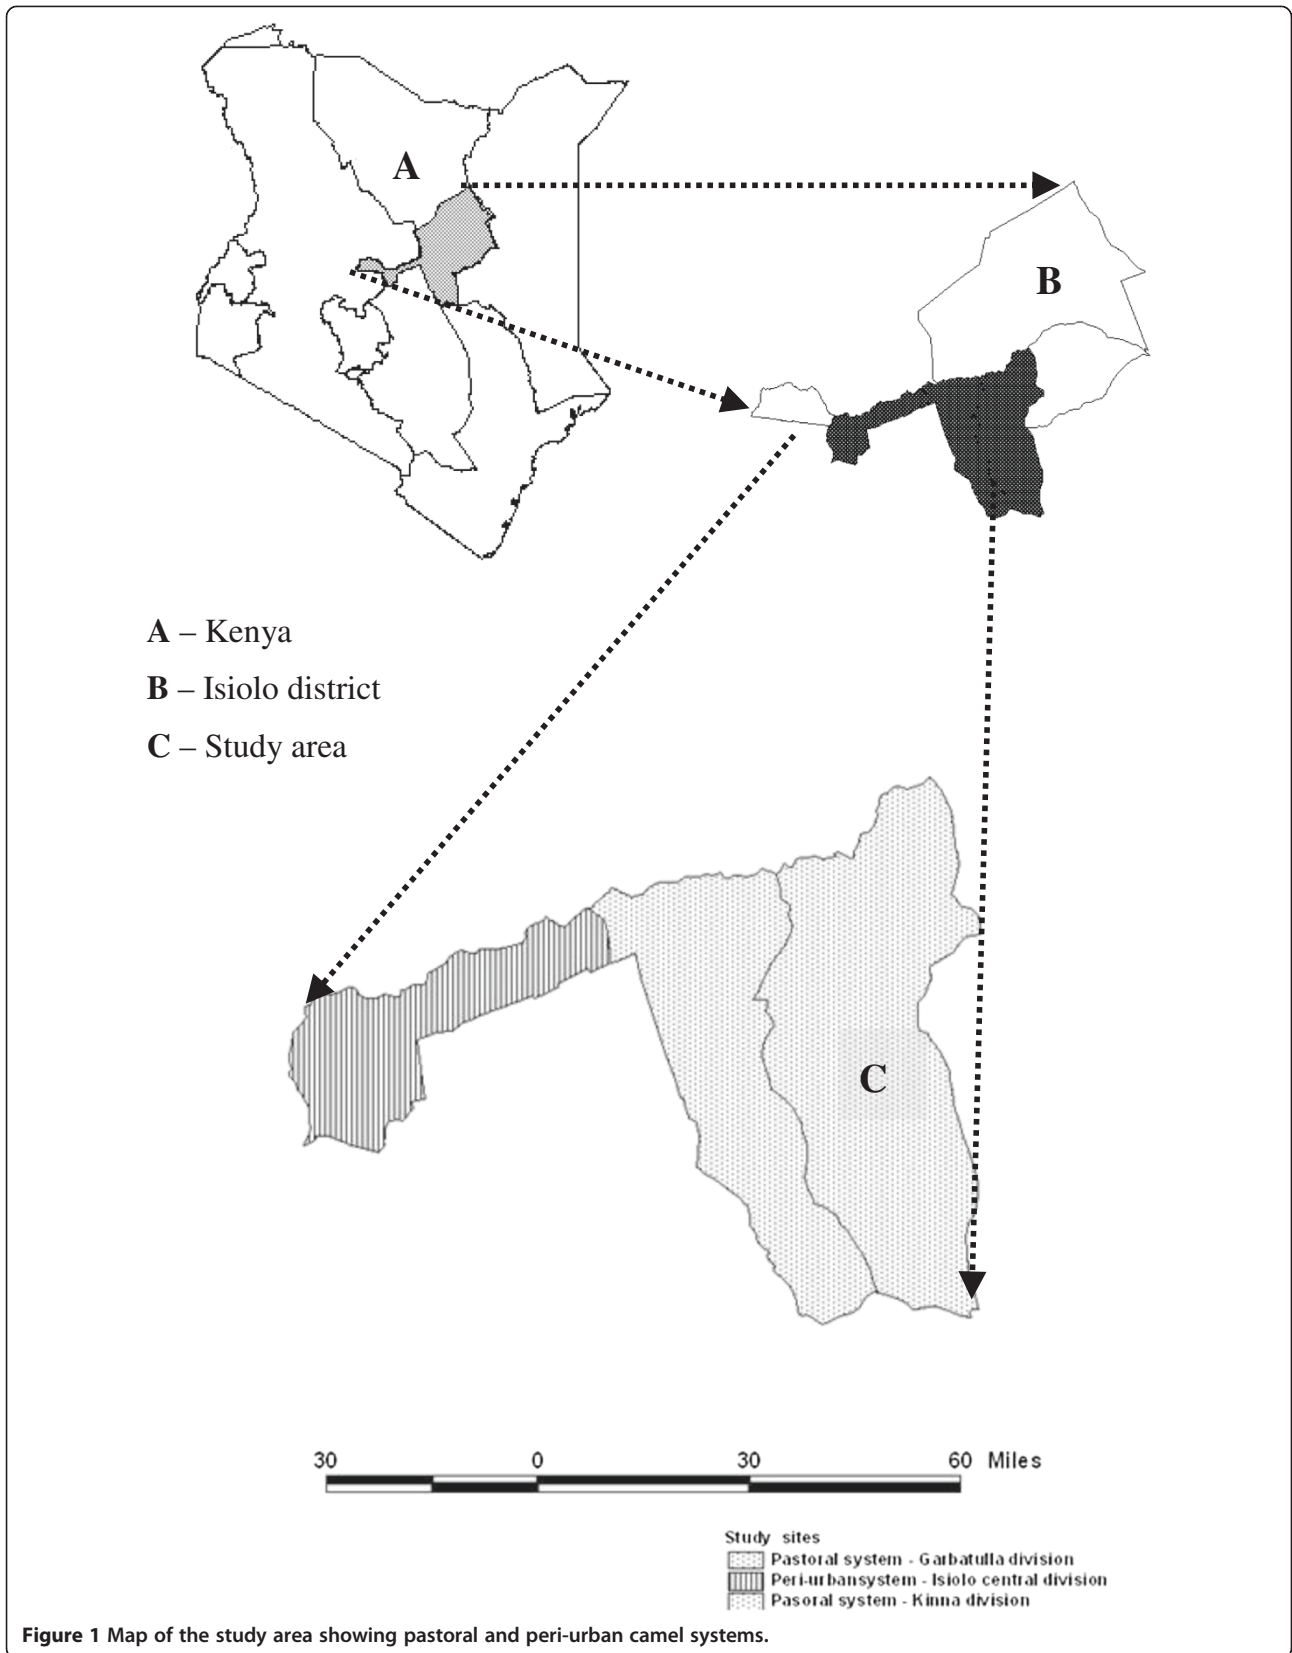 A
B
A – Kenya
B – Isiolo district
C – Study area
C
30 0 30 60 Miles
Study sites
Pastoral system - Garbatulla division
Peri-urbansystem - Isiolo central division
Pasoral system - Kinna division
Figure 1 Map of the study area showing pastoral and peri-urban camel systems.